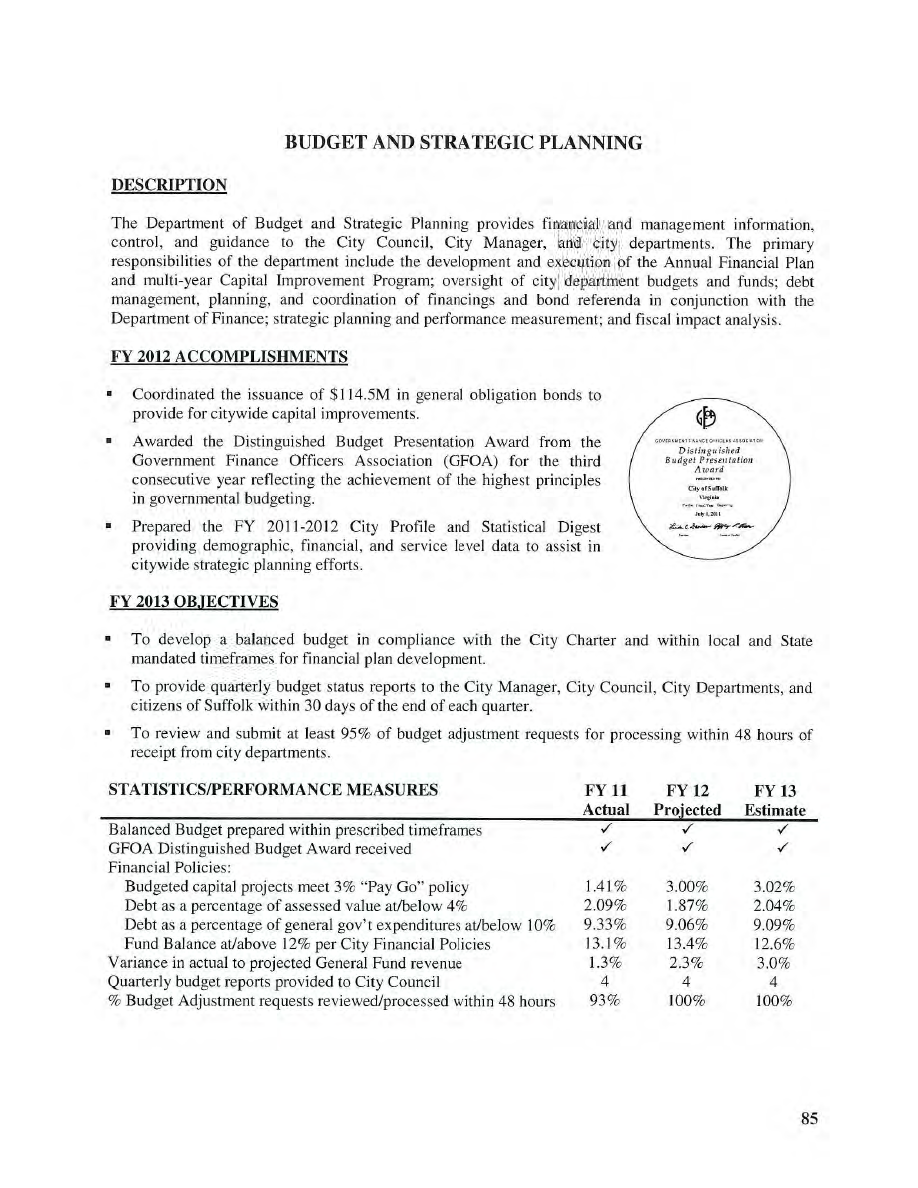 BUDGET AND STRATEGIC PLANNING
DESCRIPTION
The Department of Budget and Strategic Planning provides financial and management information,
control, and guidance to the City Council, City Manager, and city departments. The primary
responsibilities of the department include the development and execution of the Annual Financial Plan
and multi-year Capital Improvement Program; oversight of city department budgets and funds; debt
management, planning, and coordination of financings and bond referenda in conjunction with the
Department of Finance; strategic planning and performance measurement; and fiscal impact analysis.
FY 2012 ACCOMPLISHMENTS
▪ Coordinated the issuance of $114.5M in general obligation bonds to
provide for citywide capital improvements.
▪ Awarded the Distinguished Budget Presentation Award from the
Government Finance Officers Association (GFOA) for the third
consecutive year reflecting the achievement of the highest principles
in governmental budgeting.
▪ Prepared the FY 2011-2012 City Profile and Statistical Digest
providing demographic, financial, and service level data to assist in
citywide strategic planning efforts.
GOVERNMENT FINANCE OFFICERS ASSOCIATION
Distinguished
Budget Presentation
Award
PRESENTED TO
City of Suffolk
Virginia
July 1, 2011
FY 2013 OBJECTIVES
▪ To develop a balanced budget in compliance with the City Charter and within local and State
mandated timeframes for financial plan development.
▪ To provide quarterly budget status reports to the City Manager, City Council, City Departments, and
citizens of Suffolk within 30 days of the end of each quarter.
▪ To review and submit at least 95% of budget adjustment requests for processing within 48 hours of
receipt from city departments.
STATISTICS/PERFORMANCE MEASURES FY 11 FY 12 FY 13
Actual Projected Estimate
Balanced Budget prepared within prescribed timeframes ✓ ✓ ✓
GFOA Distinguished Budget Award received ✓ ✓ ✓
Financial Policies:
Budgeted capital projects meet 3% “Pay Go” policy 1.41% 3.00% 3.02%
Debt as a percentage of assessed value at/below 4% 2.09% 1.87% 2.04%
Debt as a percentage of general gov’t expenditures at/below 10% 9.33% 9.06% 9.09%
Fund Balance at/above 12% per City Financial Policies 13.1% 13.4% 12.6%
Variance in actual to projected General Fund revenue 1.3% 2.3% 3.0%
Quarterly budget reports provided to City Council 4 4 4
% Budget Adjustment requests reviewed/processed within 48 hours 93% 100% 100%
85